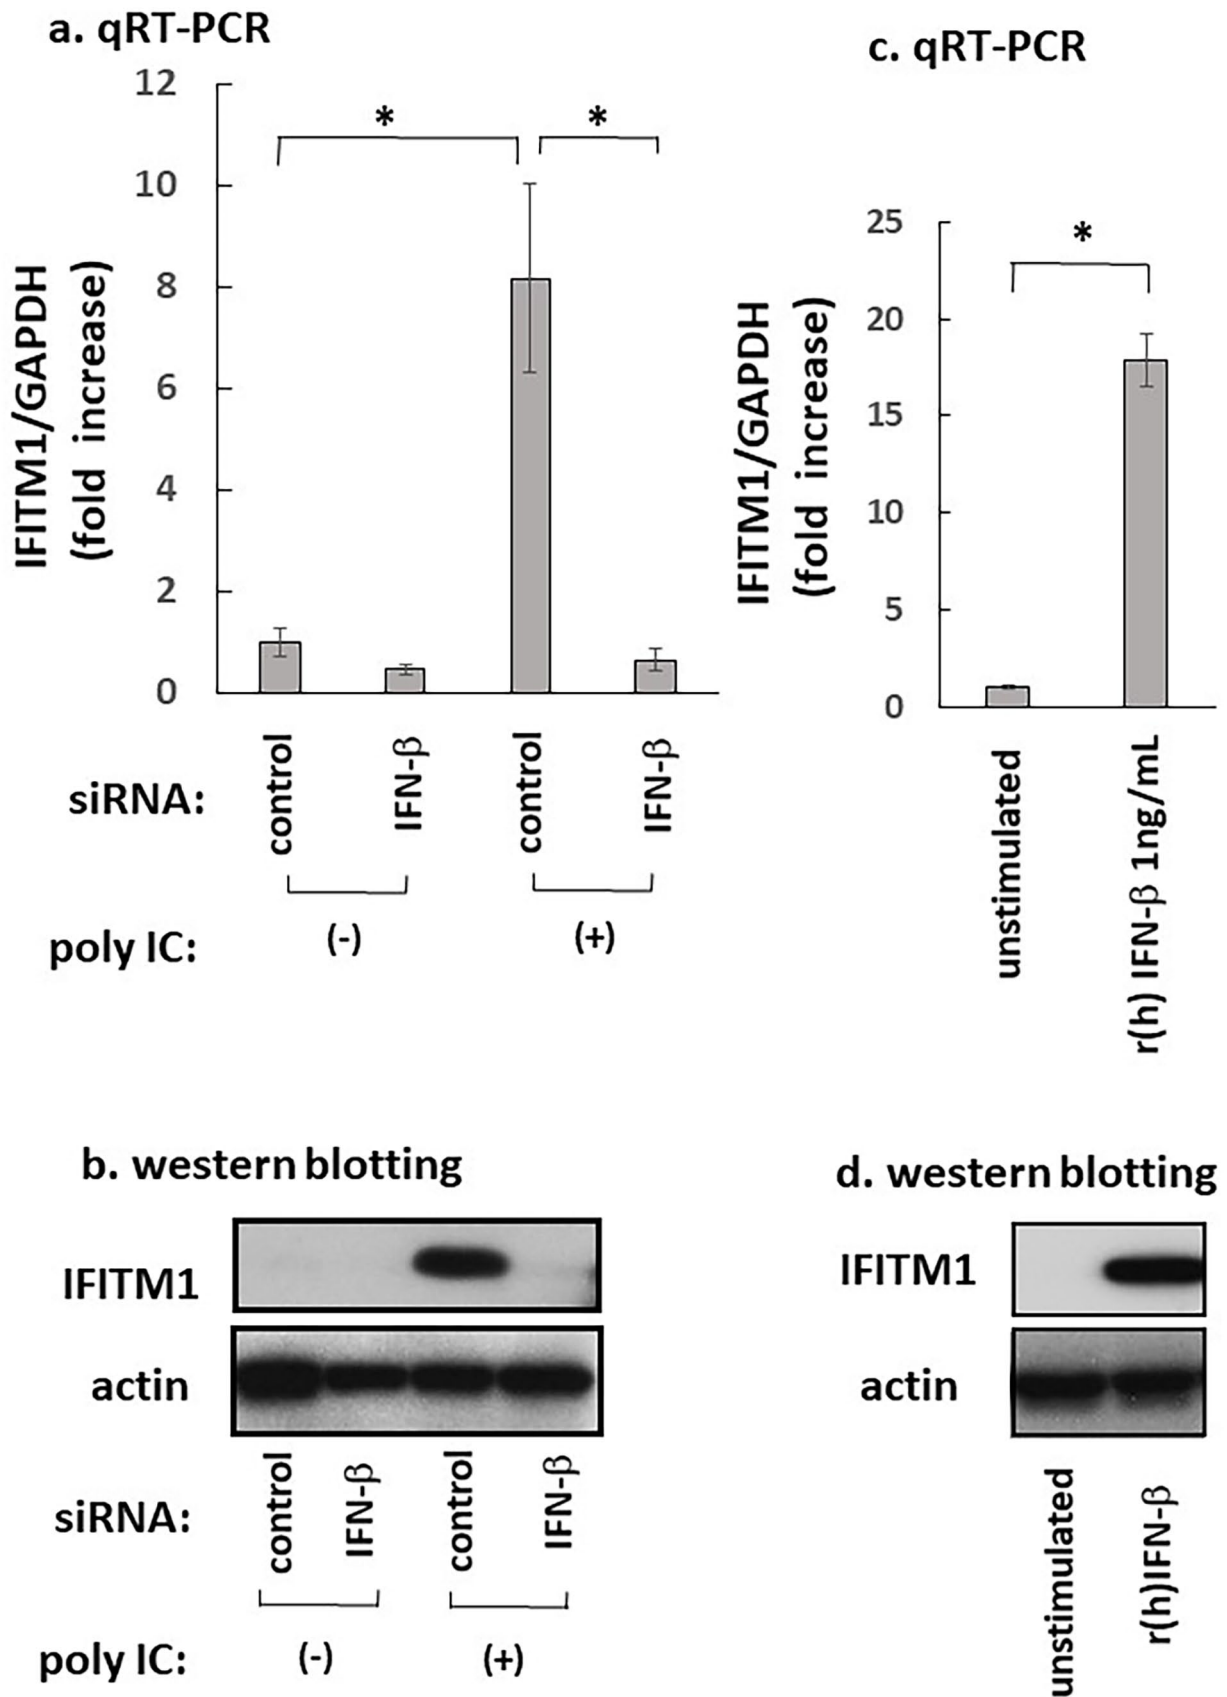 a. qRT-PCR
12
10
8
6
4
2
0
*
*
IFITM1/GAPDH
(fold increase)
siRNA:
control
IFN-β
control
IFN-β
poly IC:
(-)
(+)
c. qRT-PCR
25
20
15
10
5
0
*
IFITM1/GAPDH
(fold increase)
unstimulated
r(h) IFN-β 1ng/mL
b. western blotting
IFITM1
actin
siRNA:
control
IFN-β
control
IFN-β
poly IC:
(-)
(+)
d. western blotting
IFITM1
actin
unstimulated
r(h)IFN-β